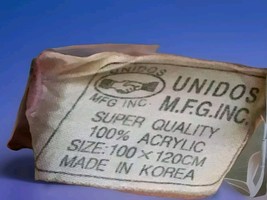 UNIDOS
MFG INC.
UNIDOS
M.F.G.INC.
SUPER QUALITY
100% ACRYLIC
SIZE:100×120CM
MADE IN KOREA